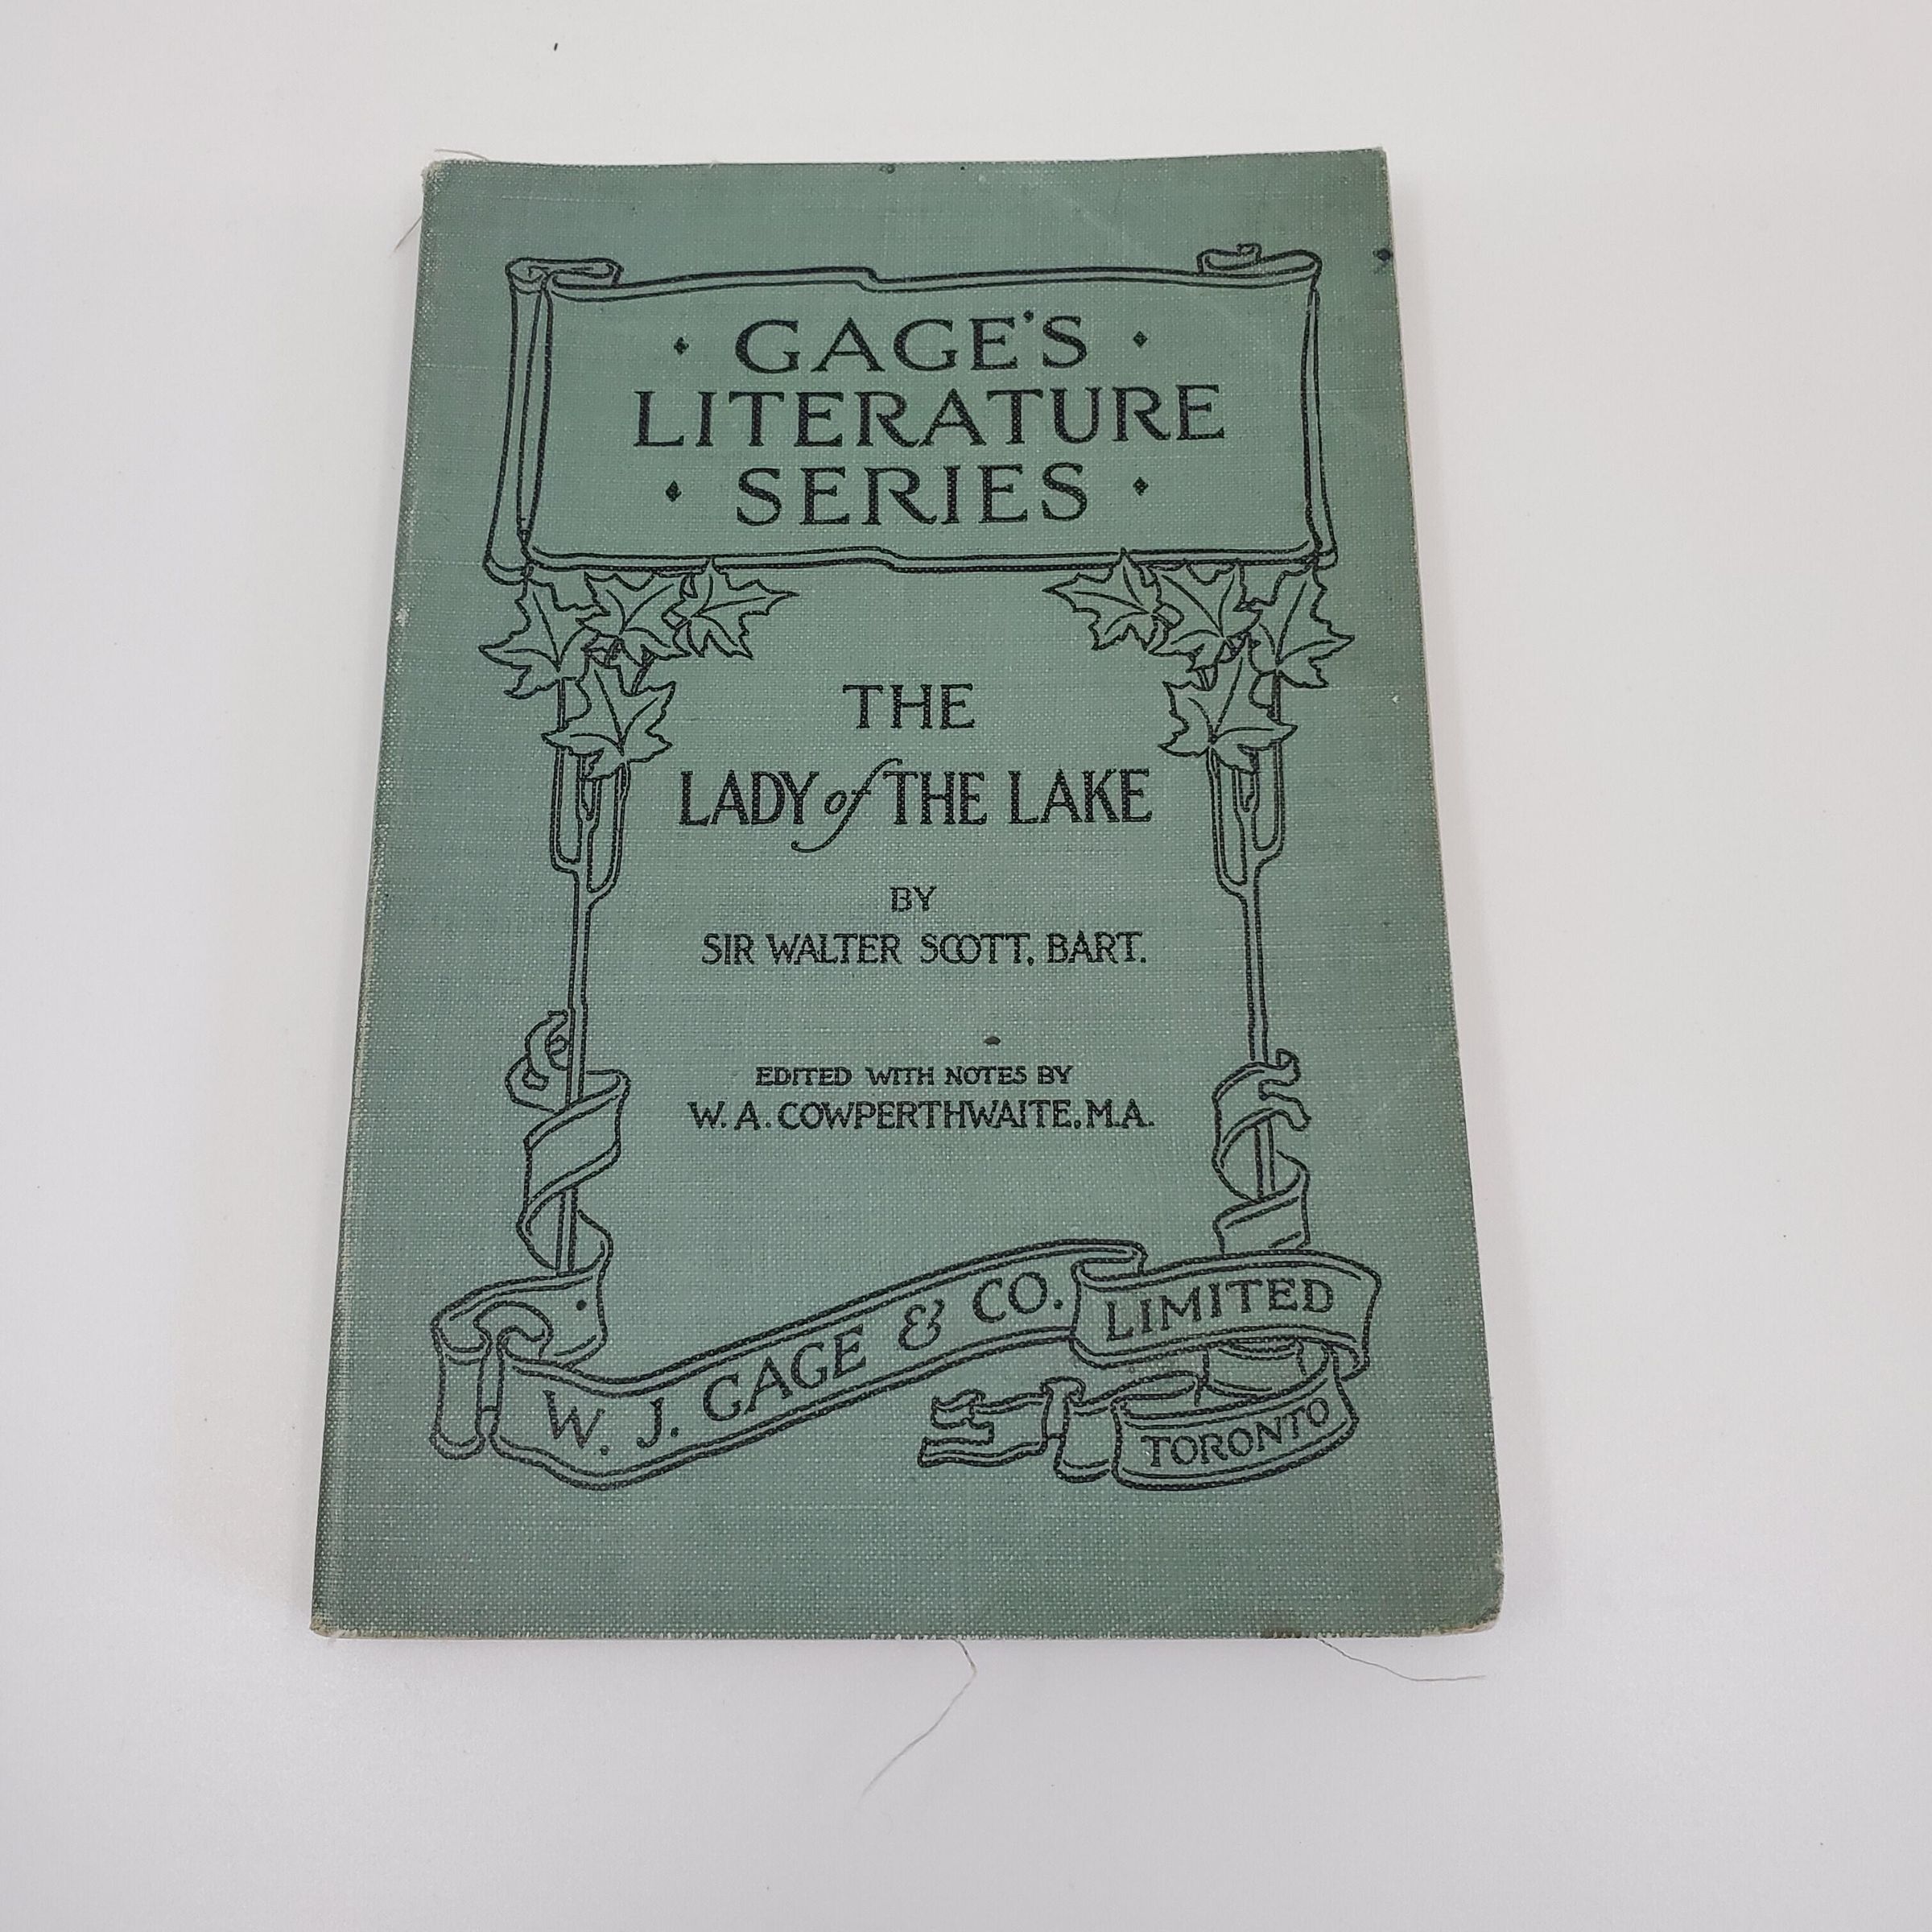 · GAGE'S ·
LITERATURE
· SERIES ·
THE
LADY of THE LAKE
BY
SIR WALTER SCOTT, BART.
EDITED WITH NOTES BY
W. A. COWPERTHWAITE, M.A.
W. J. GAGE & CO. LIMITED
TORONTO